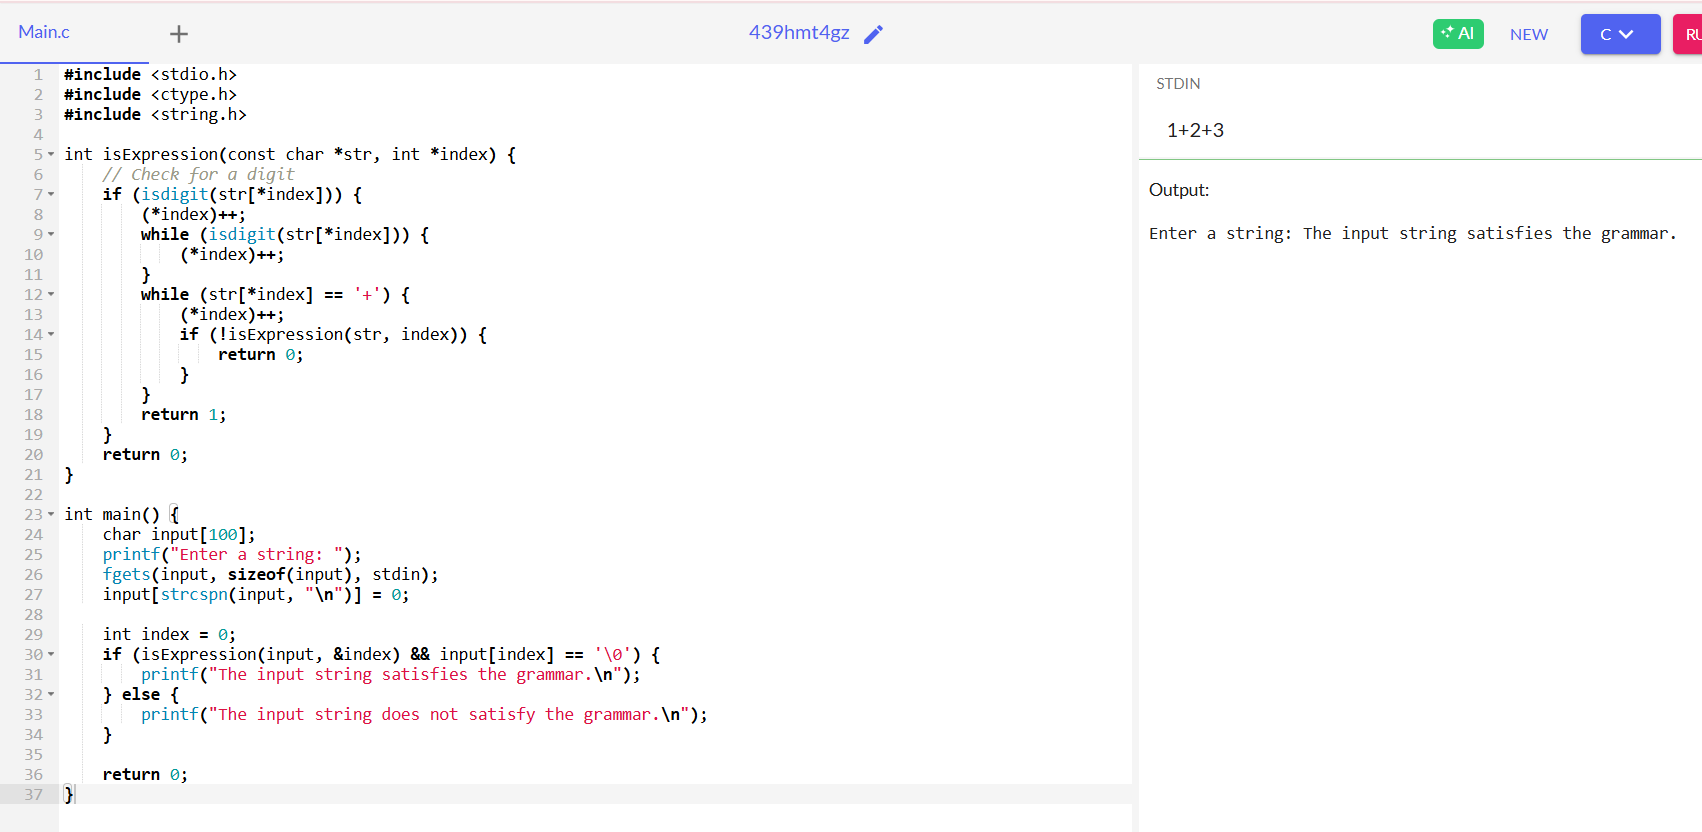 Main.c + 439hmt4gz AI NEW C RU
1 #include <stdio.h>
2 #include <ctype.h>
3 #include <string.h>
4
5 int isExpression(const char *str, int *index) {
6     // Check for a digit
7     if (isdigit(str[*index])) {
8         (*index)++;
9         while (isdigit(str[*index])) {
10             (*index)++;
11         }
12         while (str[*index] == '+') {
13             (*index)++;
14             if (!isExpression(str, index)) {
15                 return 0;
16             }
17         }
18         return 1;
19     }
20     return 0;
21 }
22
23 int main() {
24     char input[100];
25     printf("Enter a string: ");
26     fgets(input, sizeof(input), stdin);
27     input[strcspn(input, "\n")] = 0;
28
29     int index = 0;
30     if (isExpression(input, &index) && input[index] == '\0') {
31         printf("The input string satisfies the grammar.\n");
32     } else {
33         printf("The input string does not satisfy the grammar.\n");
34     }
35
36     return 0;
37 }
STDIN
1+2+3
Output:
Enter a string: The input string satisfies the grammar.